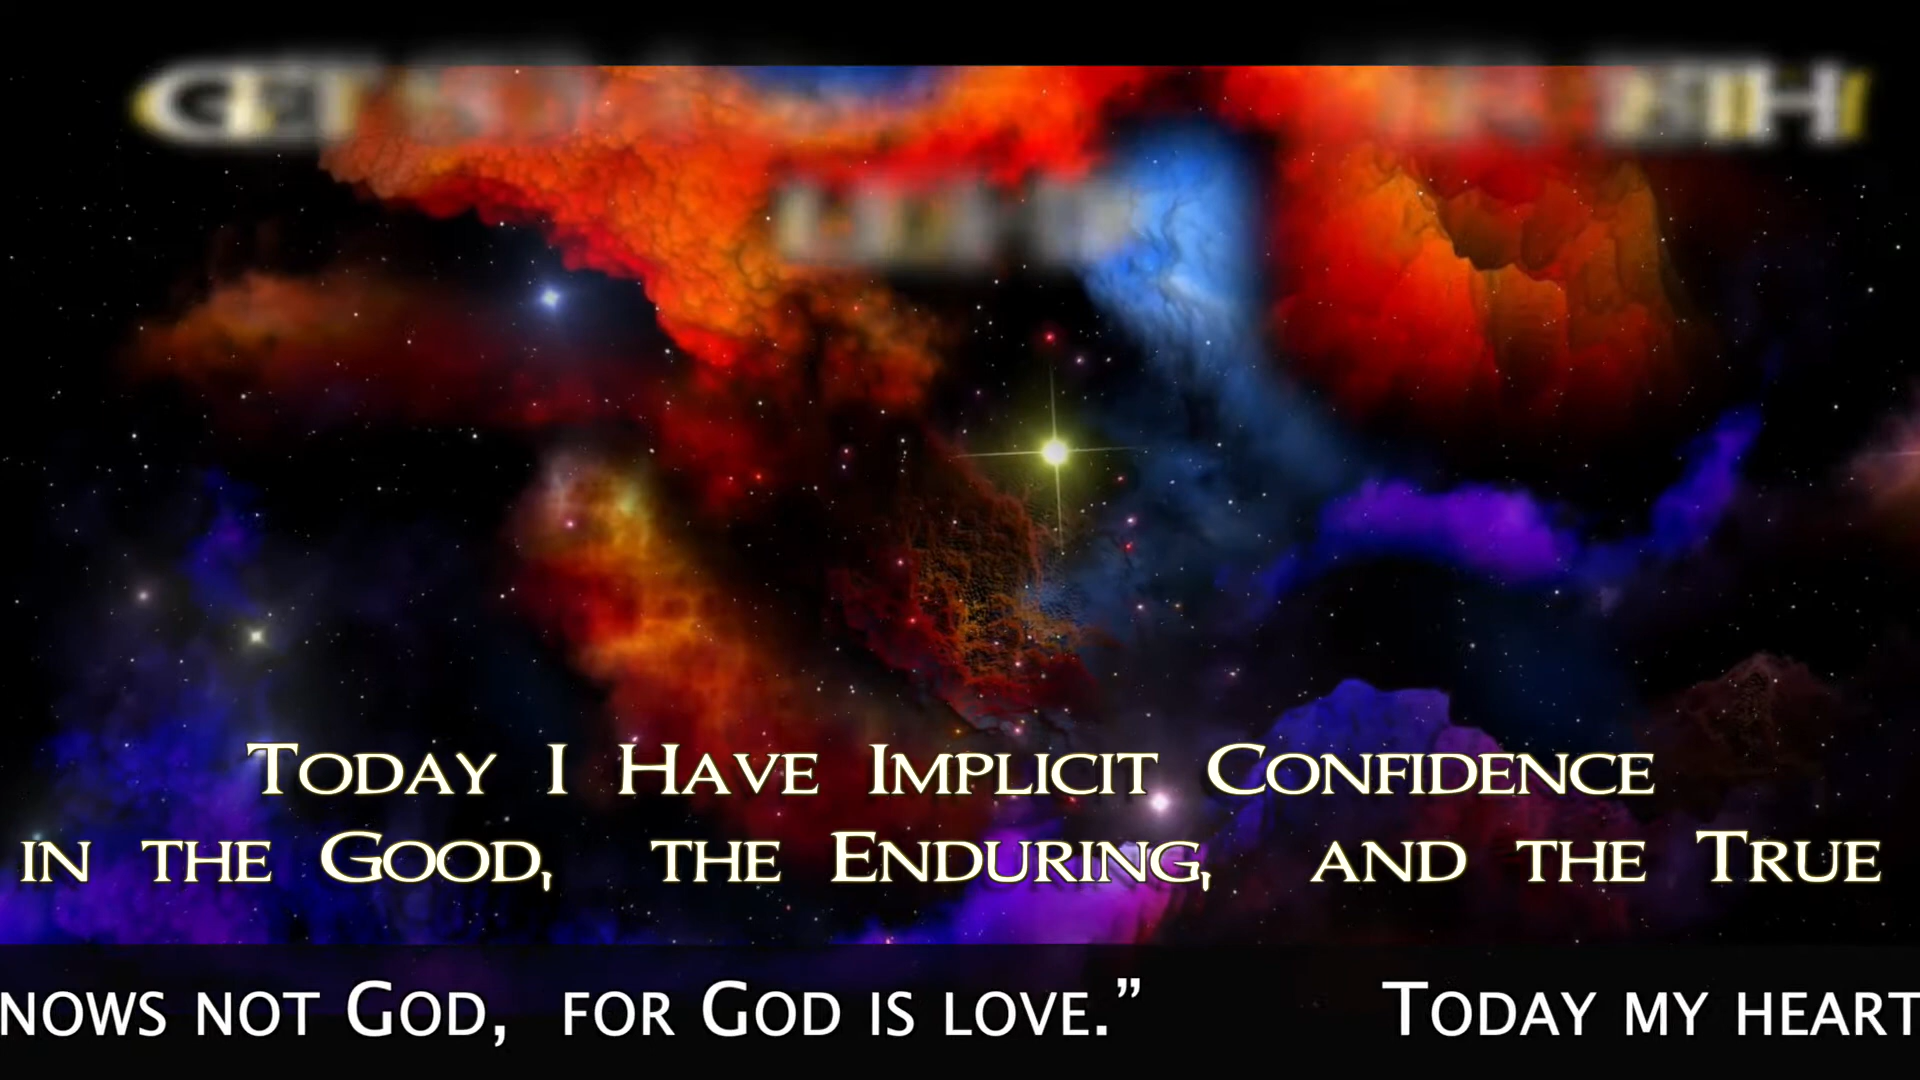 Today I Have Implicit Confidence
in the Good, the Enduring, and the True
nows not God, for God is love.” Today my heart